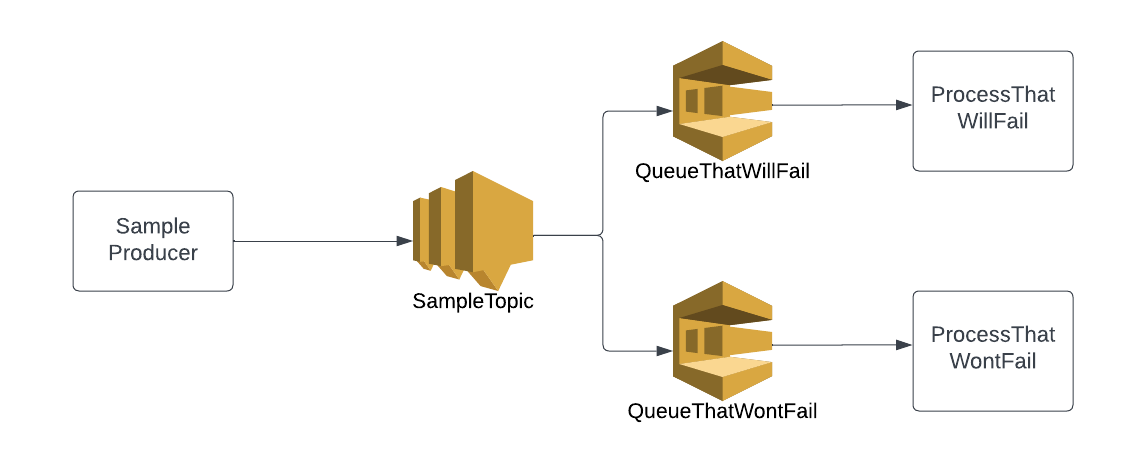 Sample
Producer
SampleTopic
QueueThatWillFail
ProcessThat
WillFail
QueueThatWontFail
ProcessThat
WontFail